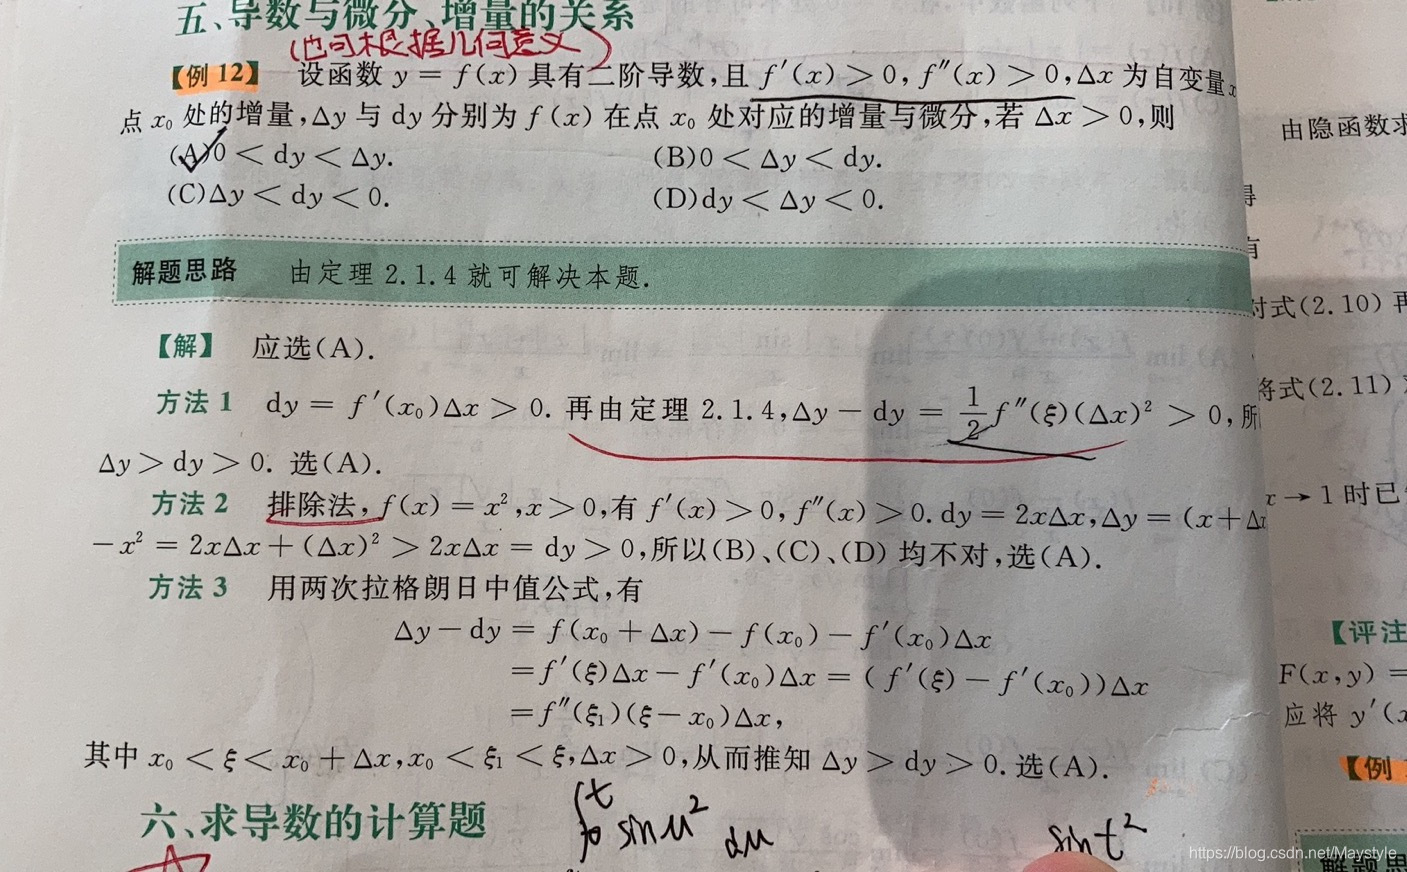 五、导数与微分、增量的关系
(也可根据几何意义)
【例 12】 设函数 y = f(x) 具有二阶导数,且 f′(x) > 0, f″(x) > 0, Δx 为自变量 x
点 x₀ 处的增量,Δy 与 dy 分别为 f(x) 在点 x₀ 处对应的增量与微分,若 Δx > 0,则
(A) 0 < dy < Δy. (B) 0 < Δy < dy.
(C) Δy < dy < 0. (D) dy < Δy < 0.
解题思路 由定理 2.1.4 就可解决本题.
【解】 应选(A).
方法 1 dy = f′(x₀)Δx > 0. 再由定理 2.1.4, Δy − dy = 1/2 f″(ξ)(Δx)² > 0, 所
Δy > dy > 0. 选(A).
方法 2 排除法, f(x) = x², x > 0, 有 f′(x) > 0, f″(x) > 0. dy = 2xΔx, Δy = (x + Δx
− x² = 2xΔx + (Δx)² > 2xΔx = dy > 0, 所以(B)、(C)、(D) 均不对, 选(A).
方法 3 用两次拉格朗日中值公式,有
Δy − dy = f(x₀ + Δx) − f(x₀) − f′(x₀)Δx
= f′(ξ)Δx − f′(x₀)Δx = (f′(ξ) − f′(x₀))Δx
= f″(ξ₁)(ξ − x₀)Δx,
其中 x₀ < ξ < x₀ + Δx, x₀ < ξ₁ < ξ, Δx > 0, 从而推知 Δy > dy > 0. 选(A).
六、求导数的计算题
∫₀ᵗ sin u² du
sin t²
由隐函数求
得
有
对式(2.10) 再
将式(2.11)
x → 1 时已
【评注
F(x, y) =
应将 y′(x
【例
解题思
https://blog.csdn.net/Maystyle